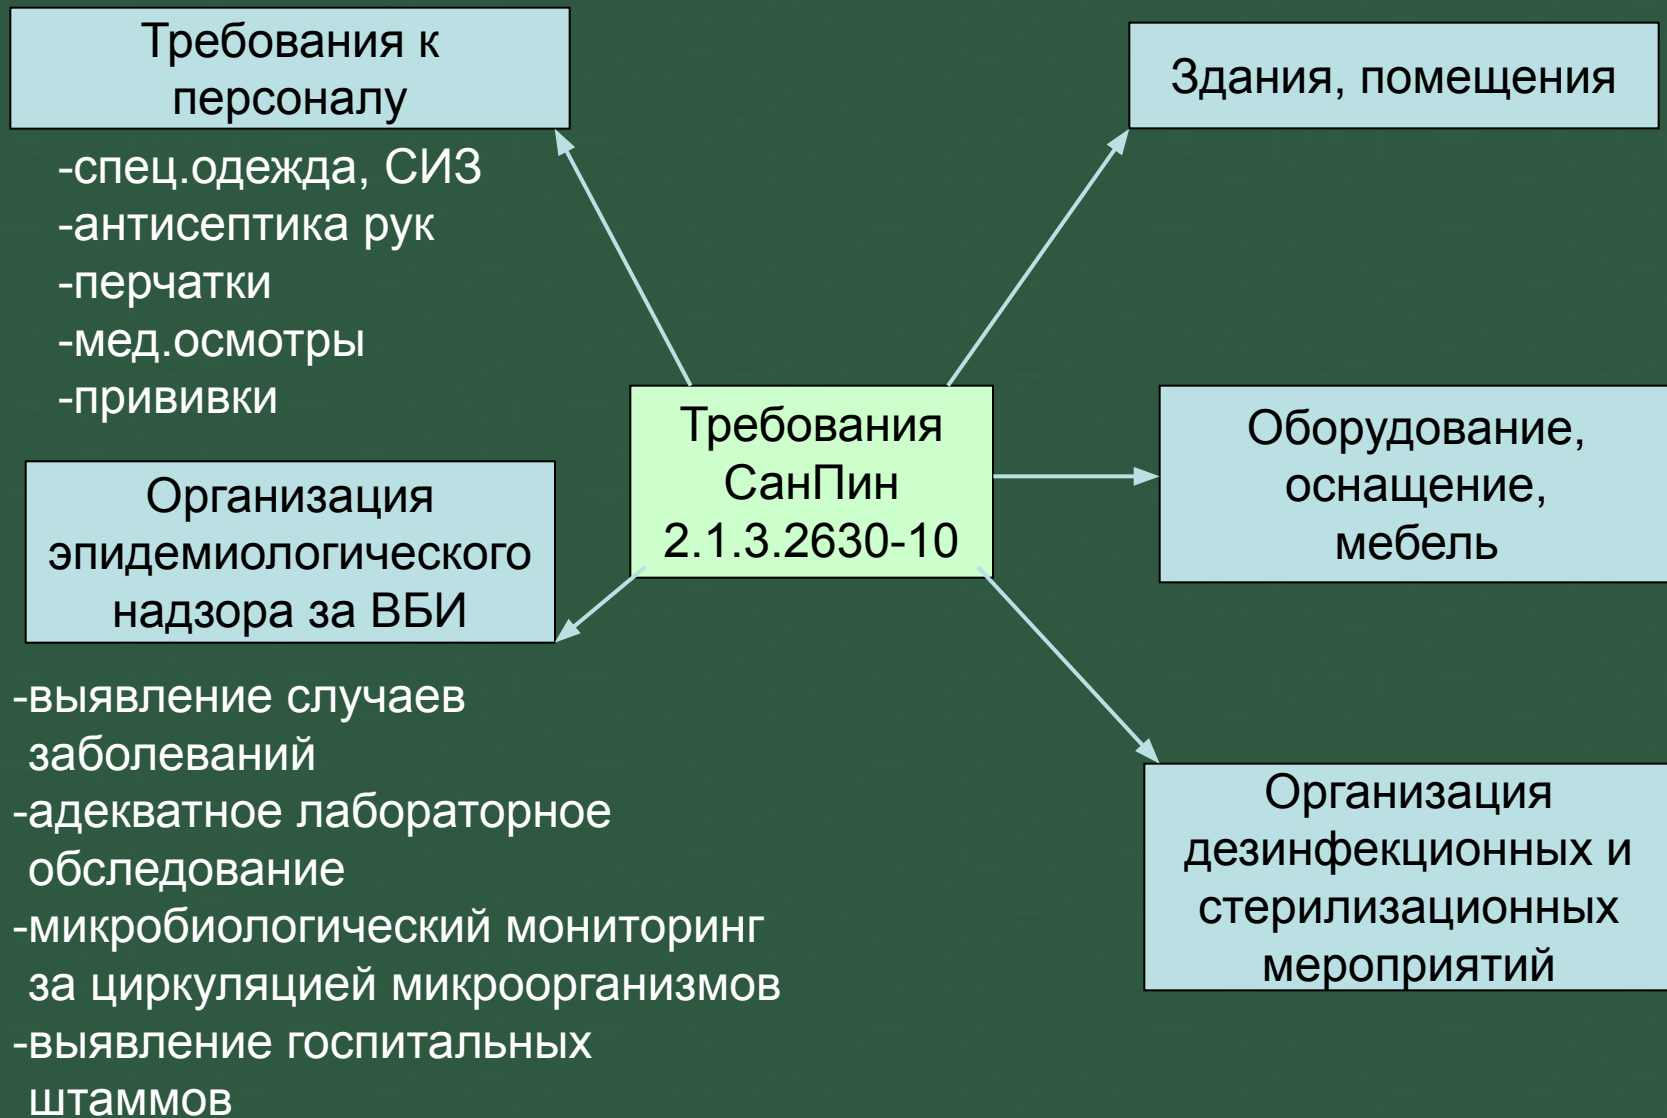 Требования к
персоналу
-спец.одежда, СИЗ
-антисептика рук
-перчатки
-мед.осмотры
-прививки
Организация
эпидемиологического
надзора за ВБИ
-выявление случаев
заболеваний
-адекватное лабораторное
обследование
-микробиологический мониторинг
за циркуляцией микроорганизмов
-выявление госпитальных
штаммов
Требования
СанПин
2.1.3.2630-10
Здания, помещения
Оборудование,
оснащение,
мебель
Организация
дезинфекционных и
стерилизационных
мероприятий